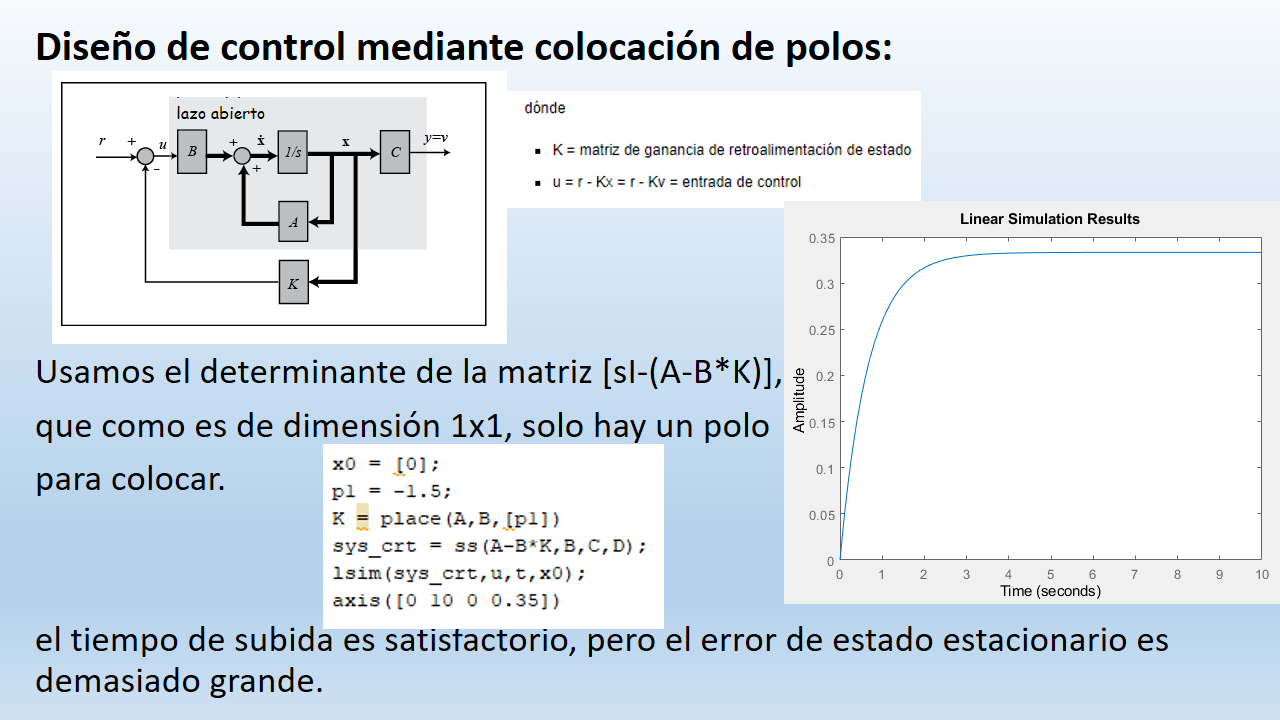 Diseño de control mediante colocación de polos:
lazo abierto
r
+
u
B
+
ẋ
1/s
x
C
y=v
-
+
A
K
dónde
▪ K = matriz de ganancia de retroalimentación de estado
▪ u = r - Kx = r - Kv = entrada de control
Linear Simulation Results
0.35
0.3
0.25
0.2
0.15
0.1
0.05
0
Amplitude
0 1 2 3 4 5 6 7 8 9 10
Time (seconds)
Usamos el determinante de la matriz [sI-(A-B*K)],
que como es de dimensión 1x1, solo hay un polo
para colocar.
x0 = [0];
p1 = -1.5;
K = place(A,B,[p1])
sys_crt = ss(A-B*K,B,C,D);
lsim(sys_crt,u,t,x0);
axis([0 10 0 0.35])
el tiempo de subida es satisfactorio, pero el error de estado estacionario es
demasiado grande.